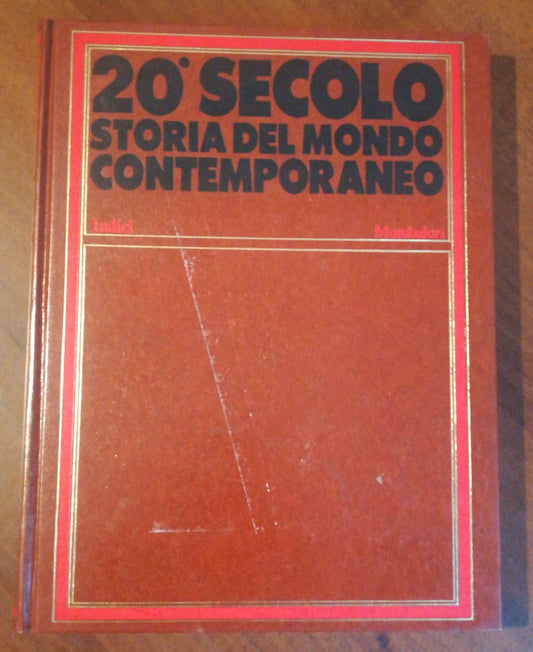 20° SECOLO
STORIA DEL MONDO
CONTEMPORANEO
Indici Mondadori